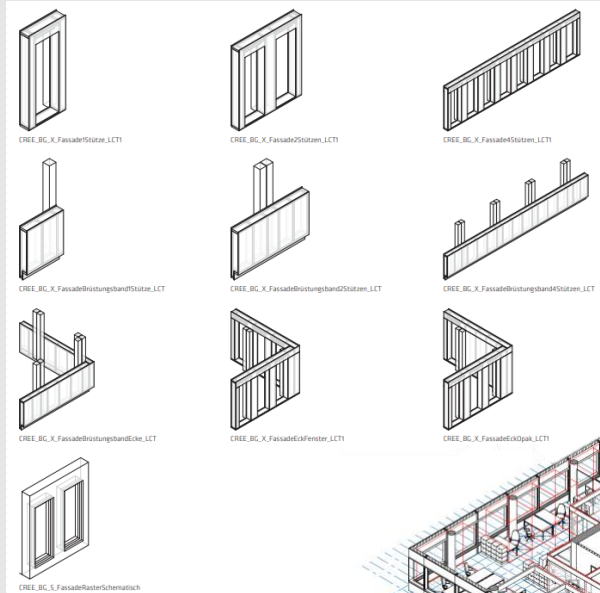 CREE_BG_X_Fassade1Stütze_LCT1
CREE_BG_X_Fassade2Stützen_LCT1
CREE_BG_X_Fassade4Stützen_LCT1
CREE_BG_X_FassadeBrüstungsband1Stütze_LCT
CREE_BG_X_FassadeBrüstungsband2Stützen_LCT
CREE_BG_X_FassadeBrüstungsband4Stützen_LCT
CREE_BG_X_FassadeBrüstungsbandEcke_LCT
CREE_BG_X_FassadeEckFenster_LCT1
CREE_BG_X_FassadeEckOpak_LCT1
CREE_BG_S_FassadeRasterSchematisch